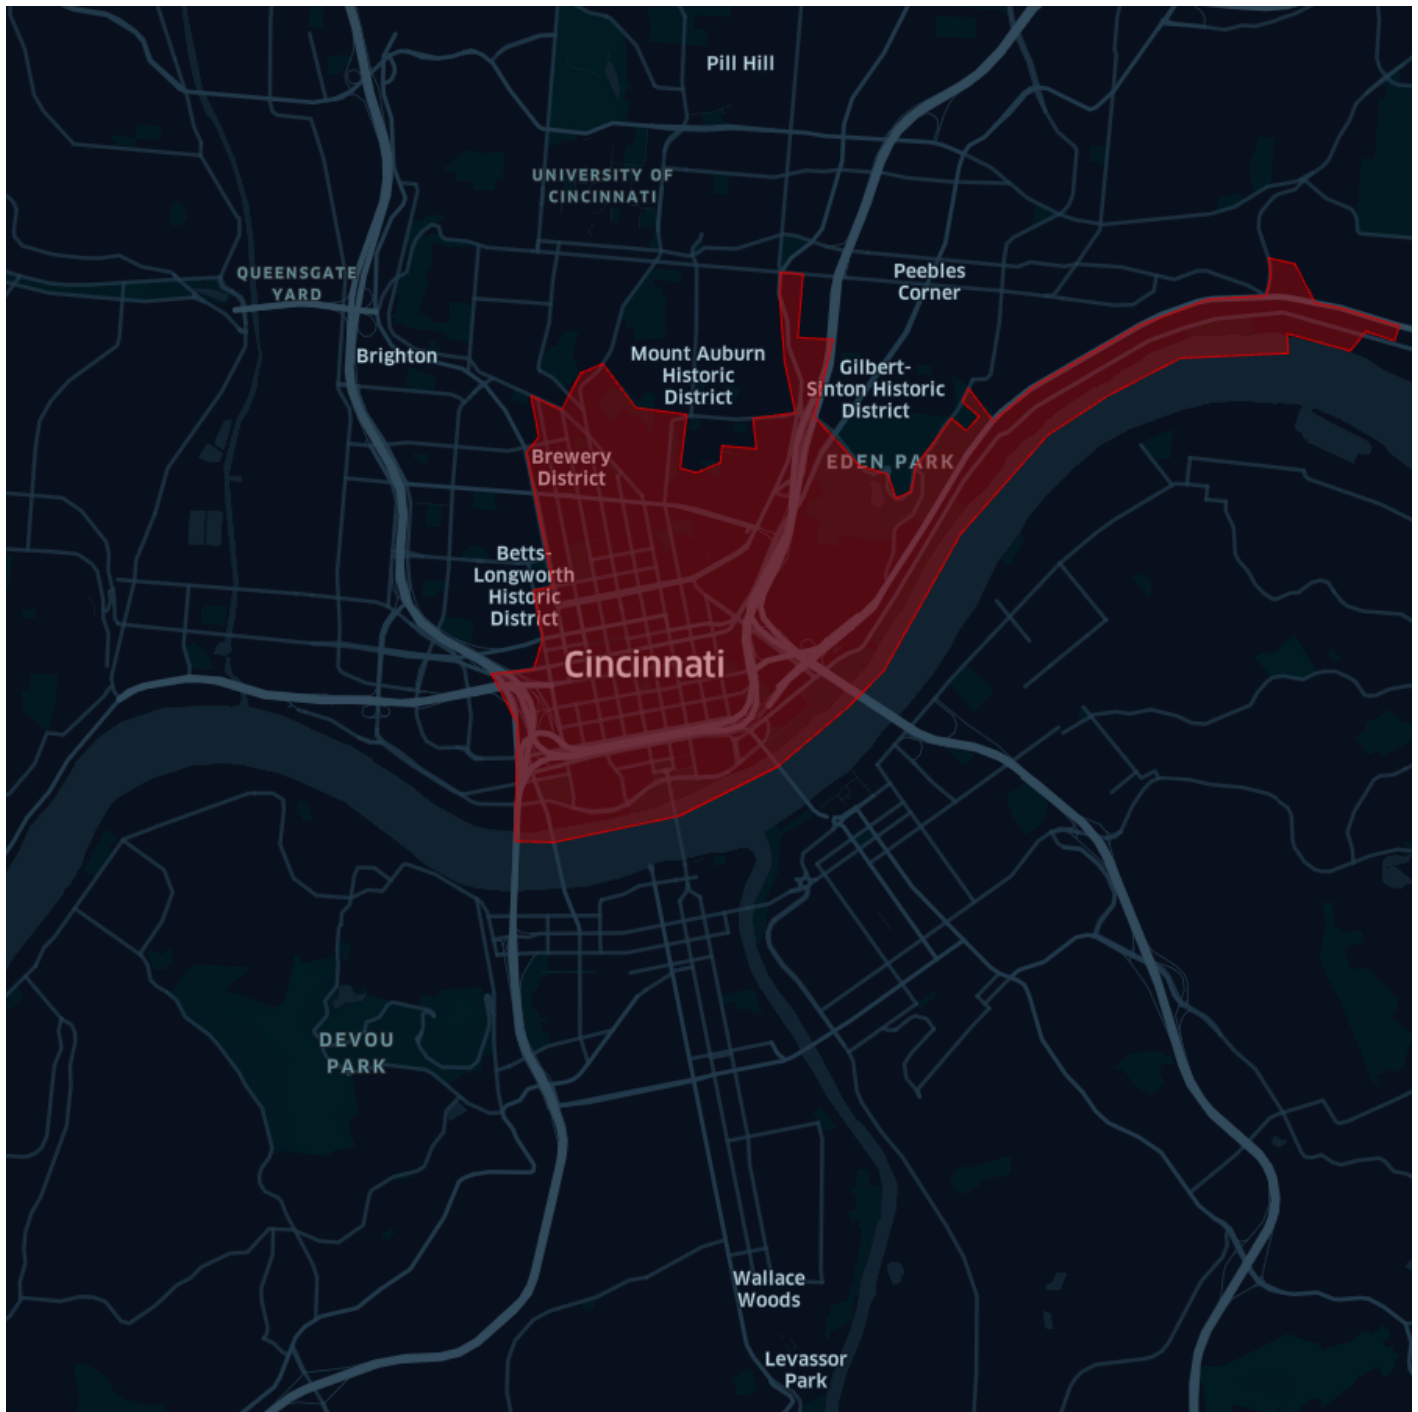 Pill Hill
UNIVERSITY OF
CINCINNATI
QUEENSGATE
YARD
Peebles
Corner
Brighton
Mount Auburn
Historic
District
Gilbert-
Sinton Historic
District
EDEN PARK
Brewery
District
Betts-
Longworth
Historic
District
Cincinnati
DEVOU
PARK
Wallace
Woods
Levassor
Park